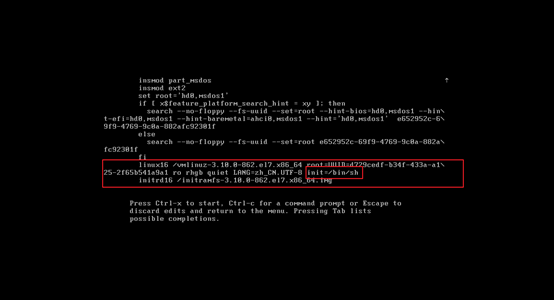 insmod part_msdos
insmod ext2
set root='hd0,msdos1'
if [ x$feature_platform_search_hint = xy ]; then
search --no-floppy --fs-uuid --set=root --hint-bios=hd0,msdos1 --hin\
t-efi=hd0,msdos1 --hint-baremetal=ahci0,msdos1 --hint='hd0,msdos1' e652952c-6\
9f9-4769-9c0a-882afc92301f
else
search --no-floppy --fs-uuid --set=root e652952c-69f9-4769-9c0a-882a\
fc92301f
fi
linux16 /vmlinuz-3.10.0-862.el7.x86_64 root=UUID=d729cedf-b34f-433a-a1\
25-2f65b541a9a1 ro rhgb quiet LANG=zh_CN.UTF-8 init=/bin/sh
initrd16 /initramfs-3.10.0-862.el7.x86_64.img
Press Ctrl-x to start, Ctrl-c for a command prompt or Escape to
discard edits and return to the menu. Pressing Tab lists
possible completions.